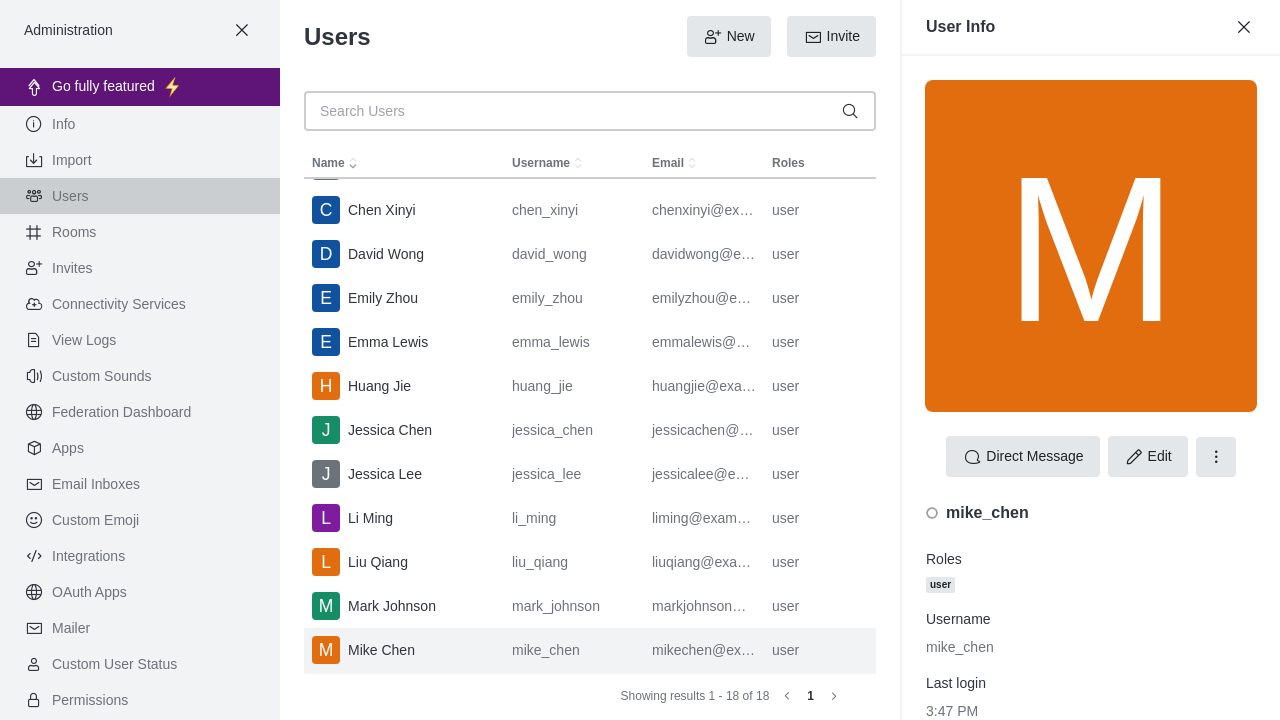 Administration
Go fully featured
Info
Import
Users
Rooms
Invites
Connectivity Services
View Logs
Custom Sounds
Federation Dashboard
Apps
Email Inboxes
Custom Emoji
Integrations
OAuth Apps
Mailer
Custom User Status
Permissions
Users
New
Invite
Search Users
Name Username Email Roles
C Chen Xinyi chen_xinyi chenxinyi@ex… user
D David Wong david_wong davidwong@e… user
E Emily Zhou emily_zhou emilyzhou@e… user
E Emma Lewis emma_lewis emmalewis@… user
H Huang Jie huang_jie huangjie@exa… user
J Jessica Chen jessica_chen jessicachen@… user
J Jessica Lee jessica_lee jessicalee@e… user
L Li Ming li_ming liming@exam… user
L Liu Qiang liu_qiang liuqiang@exa… user
M Mark Johnson mark_johnson markjohnson… user
M Mike Chen mike_chen mikechen@ex… user
Showing results 1 - 18 of 18 1
User Info
M
Direct Message Edit
mike_chen
Roles
user
Username
mike_chen
Last login
3:47 PM